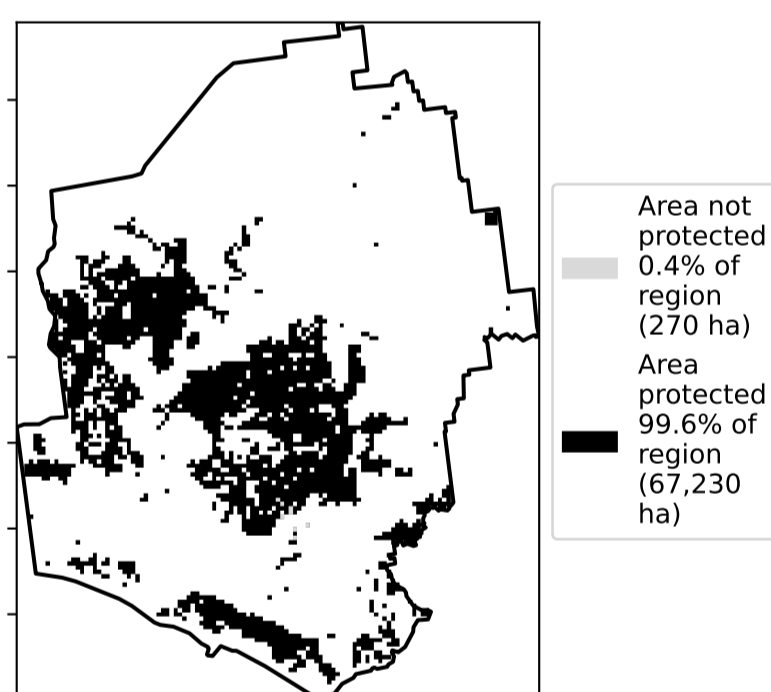 Area not
protected
0.4% of
region
(270 ha)
Area
protected
99.6% of
region
(67,230
ha)